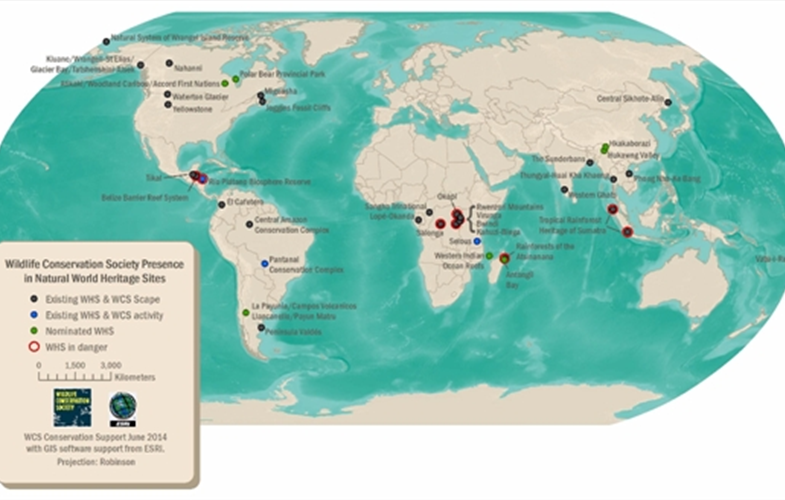 Natural System of Wrangel Island Reserve
Kluane/Wrangell-St Elias/
Glacier Bay/Tatshenshini-Alsek
Nahanni
Polar Bear Provincial Park
Woodland Caribou/Accord First Nations
Waterton Glacier
Yellowstone
Miguasha
Joggins Fossil Cliffs
Central Sikhote-Alin
Hkakaborazi
Hukawng Valley
The Sundarbans
Thungyai-Huai Kha Khaeng
Phong Nha-Ke Bang
Western Ghats
Tikal
Rio Platano Biosphere Reserve
Belize Barrier Reef System
El Cafetero
Okapi
Sangha Trinational
Lope-Okanda
Salonga
Rwenzori Mountains
Virunga
Bwindi
Kahuzi-Biega
Tropical Rainforest
Heritage of Sumatra
Central Amazon
Conservation Complex
Selous
Western Indian
Ocean Reefs
Rainforests of the
Atsinanana
Antongil
Bay
Pantanal
Conservation Complex
La Payunia/Campos Volcanicos
Llancanello/Payun Matru
Peninsula Valdes
Wildlife Conservation Society Presence
in Natural World Heritage Sites
Existing WHS & WCS Scape
Existing WHS & WCS activity
Nominated WHS
WHS in danger
0 1,500 3,000
Kilometers
WILDLIFE
CONSERVATION
SOCIETY
ESRI
WCS Conservation Support June 2014
with GIS software support from ESRI.
Projection: Robinson